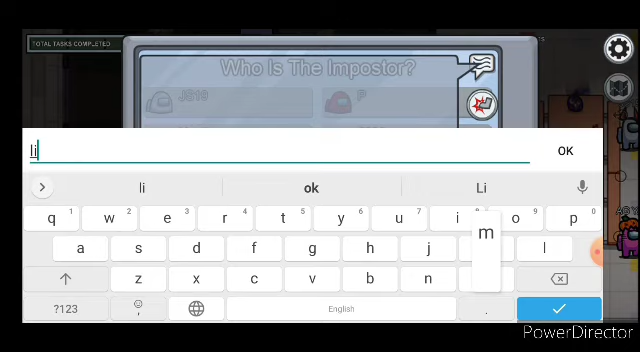 TOTAL TASKS COMPLETED
Who Is The Impostor?
JS19 P
li OK
li ok Li
q 1 w 2 e 3 r 4 t 5 y 6 u 7 i 8 o 9 p 0
a s d f g h j m l
z x c v b n
?123 , English .
PowerDirector